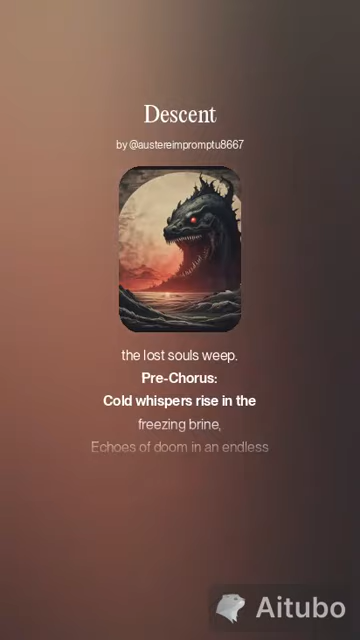 Descent
by @austereimpromptu8667
the lost souls weep.
Pre-Chorus:
Cold whispers rise in the
freezing brine,
Echoes of doom in an endless
Aitubo